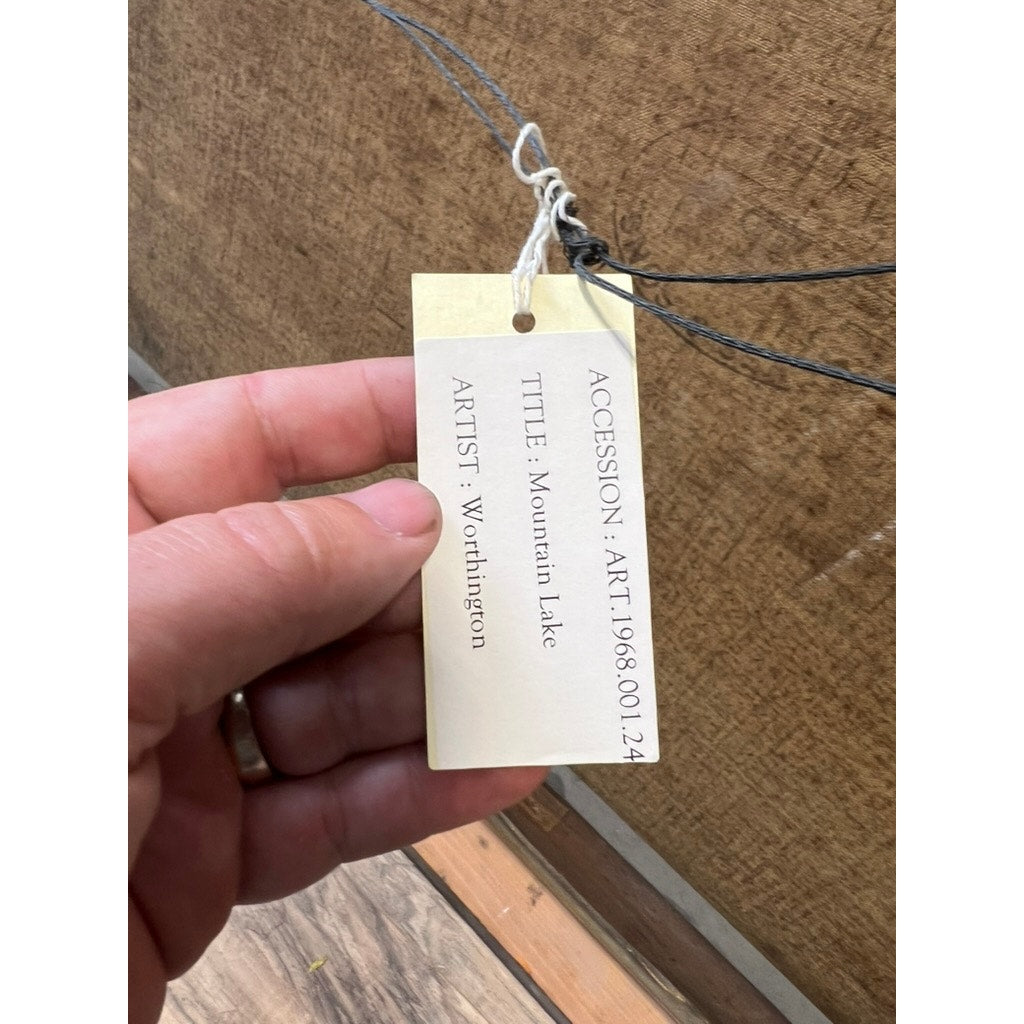 ACCESSION : ART.1968.001.24
TITLE : Mountain Lake
ARTIST : Worthington